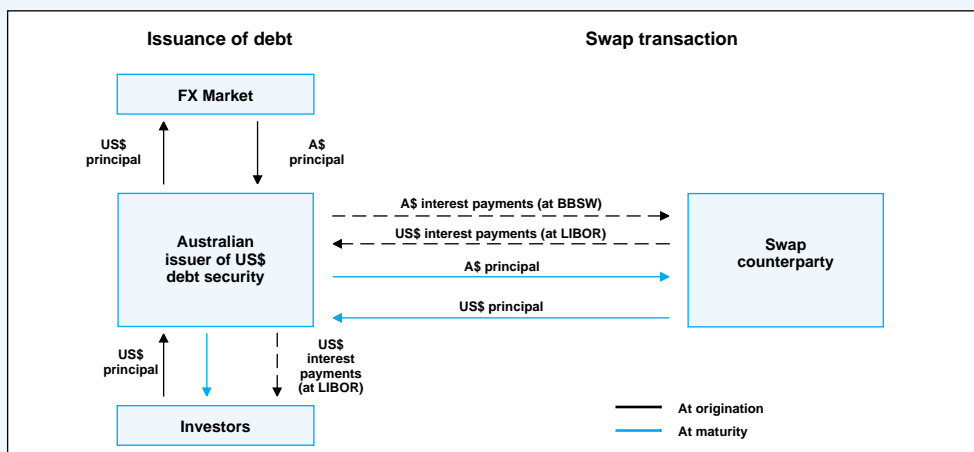 Issuance of debt
Swap transaction
FX Market
US$
principal
A$
principal
A$ interest payments (at BBSW)
US$ interest payments (at LIBOR)
Australian
issuer of US$
debt security
Swap
counterparty
A$ principal
US$ principal
US$
principal
US$
interest
payments
(at LIBOR)
Investors
At origination
At maturity